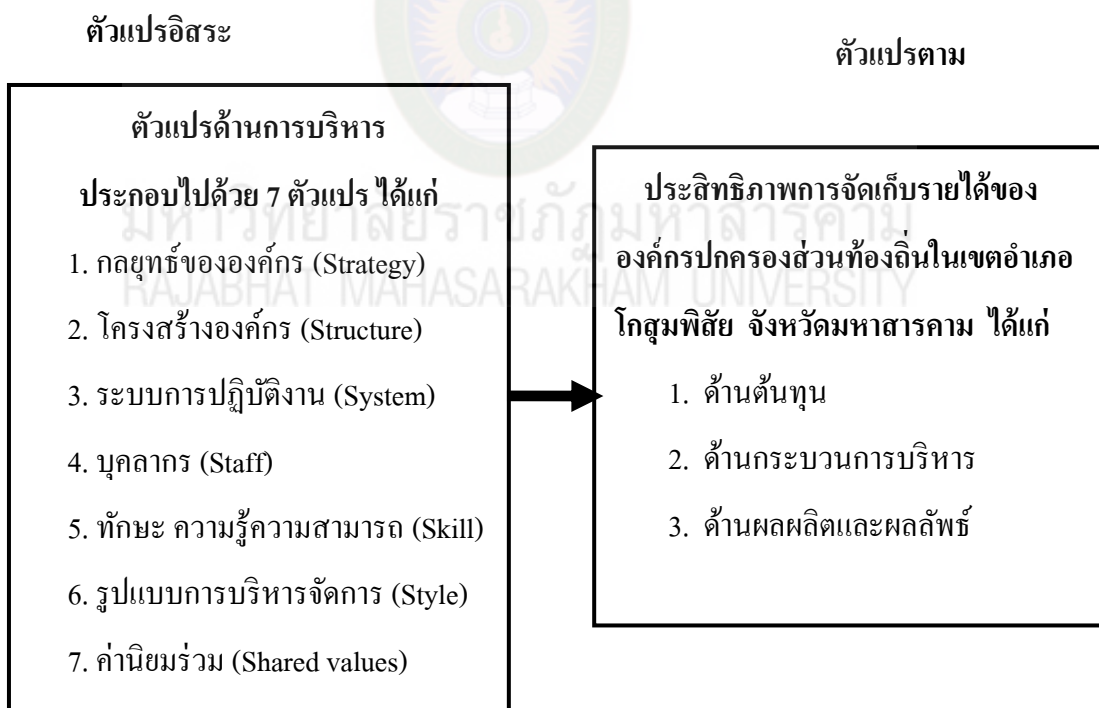 ตัวแปรอิสระ
ตัวแปรตาม
ตัวแปรด้านการบริหาร
ประกอบไปด้วย 7 ตัวแปร ได้แก่
1. กลยุทธ์ขององค์กร (Strategy)
2. โครงสร้างองค์กร (Structure)
3. ระบบการปฏิบัติงาน (System)
4. บุคลากร (Staff)
5. ทักษะ ความรู้ความสามารถ (Skill)
6. รูปแบบการบริหารจัดการ (Style)
7. ค่านิยมร่วม (Shared values)
ประสิทธิภาพการจัดเก็บรายได้ของ
องค์กรปกครองส่วนท้องถิ่นในเขตอำเภอ
โกสุมพิสัย จังหวัดมหาสารคาม ได้แก่
1. ด้านต้นทุน
2. ด้านกระบวนการบริหาร
3. ด้านผลผลิตและผลลัพธ์
มหาวิทยาลัยราชภัฏมหาสารคาม
RAJABHAT MAHASARAKHAM UNIVERSITY